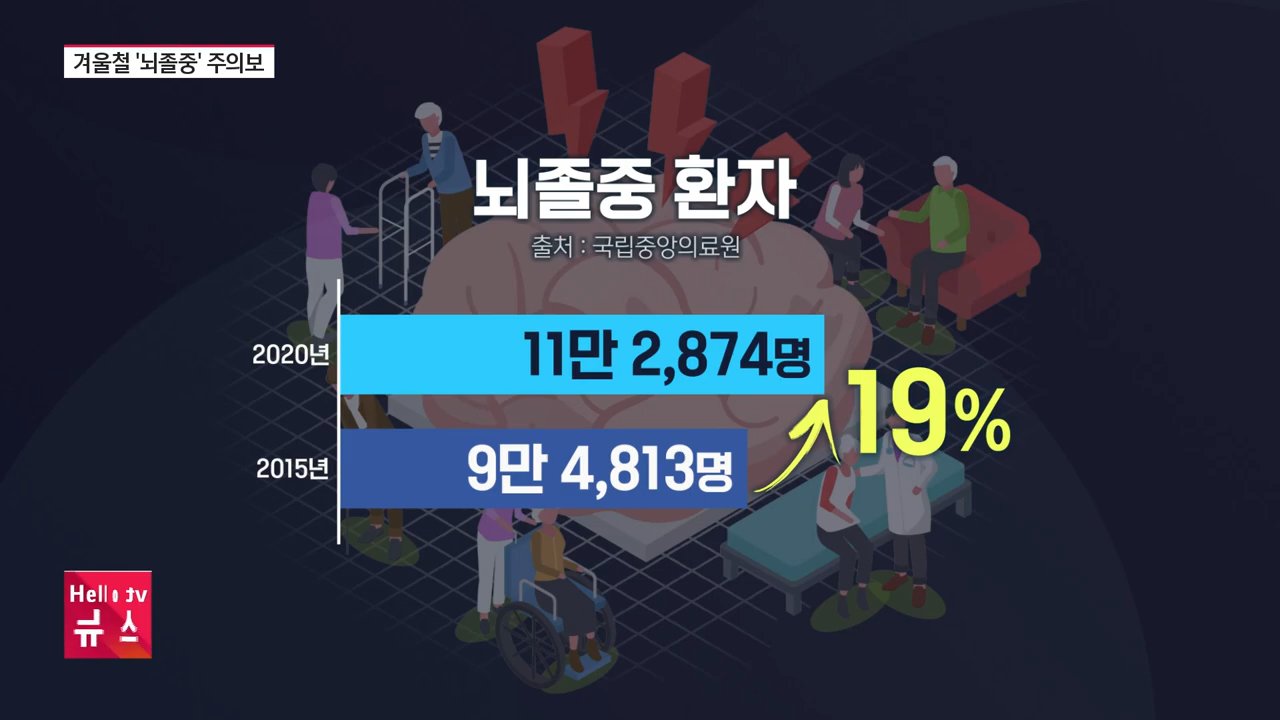 겨울철 '뇌졸중' 주의보
뇌졸중 환자
출처 : 국립중앙의료원
2020년
11만 2,874명
19%
2015년
9만 4,813명
Hello tv
뉴스